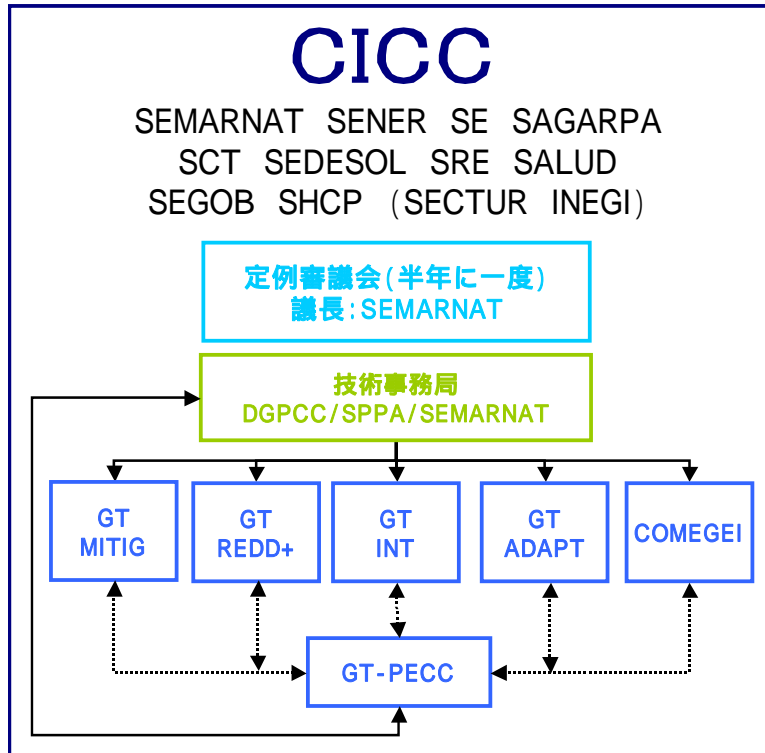 CICC
SEMARNAT SENER SE SAGARPA
SCT SEDESOL SRE SALUD
SEGOB SHCP (SECTUR INEGI)
定例審議会(半年に一度)
議長:SEMARNAT
技術事務局
DGPCC/SPPA/SEMARNAT
GT
MITIG
GT
REDD+
GT
INT
GT
ADAPT
COMEGEI
GT-PECC